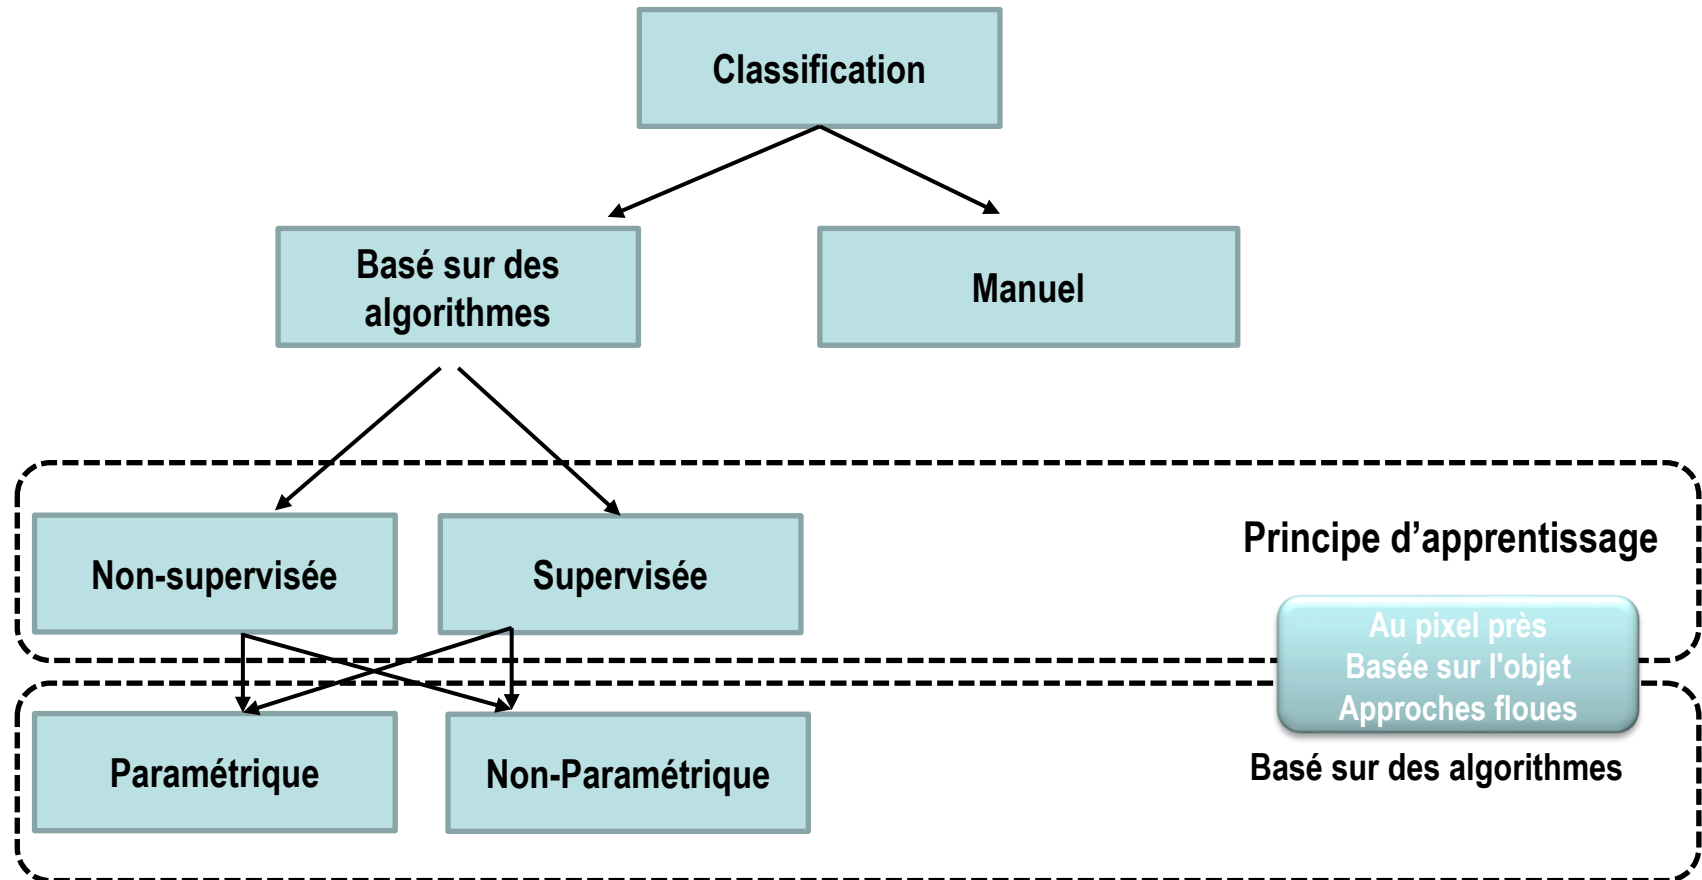 Classification
Basé sur des
algorithmes
Manuel
Principe d’apprentissage
Non-supervisée
Supervisée
Au pixel près
Basée sur l'objet
Approches floues
Paramétrique
Non-Paramétrique
Basé sur des algorithmes